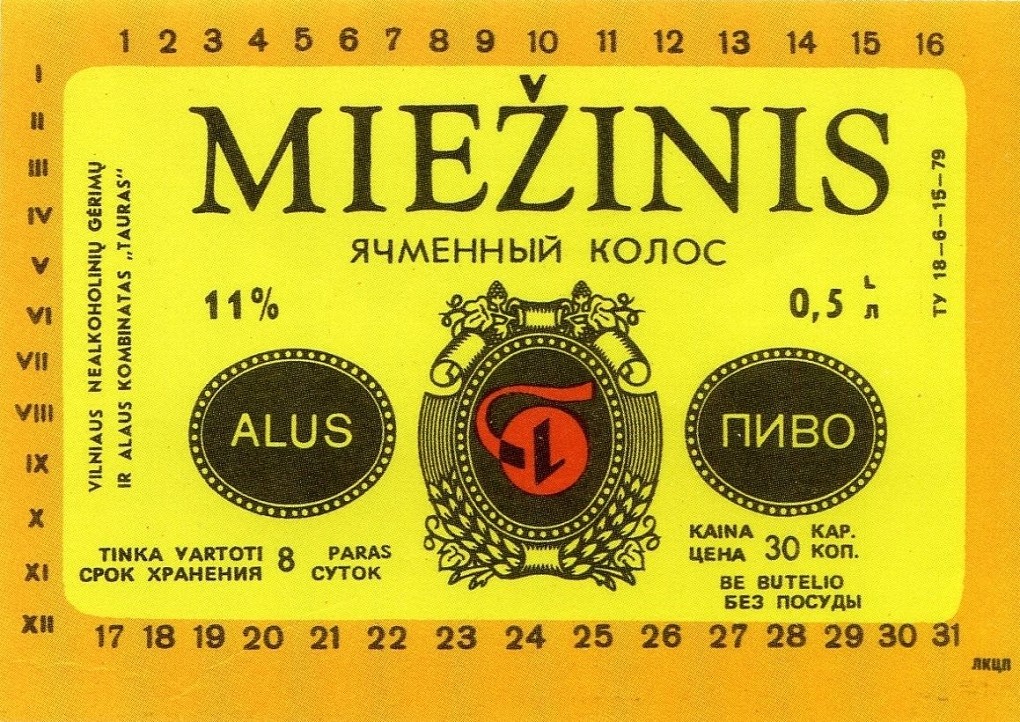 1 2 3 4 5 6 7 8 9 10 11 12 13 14 15 16
I
II
III
IV
V
VI
VII
VIII
IX
X
XI
XII
VILNIAUS NEALKOHOLINIŲ GĖRIMŲ
IR ALAUS KOMBINATAS „TAURAS“
MIEŽINIS
ЯЧМЕННЫЙ КОЛОС
11%
0,5 L
л
ТУ 18-6-15-79
ALUS
ПИВО
TINKA VARTOTI 8 PARAS
СРОК ХРАНЕНИЯ СУТОК
KAINA 30 KAP.
ЦЕНА КОП.
BE BUTELIO
БЕЗ ПОСУДЫ
17 18 19 20 21 22 23 24 25 26 27 28 29 30 31
ЛКЦП